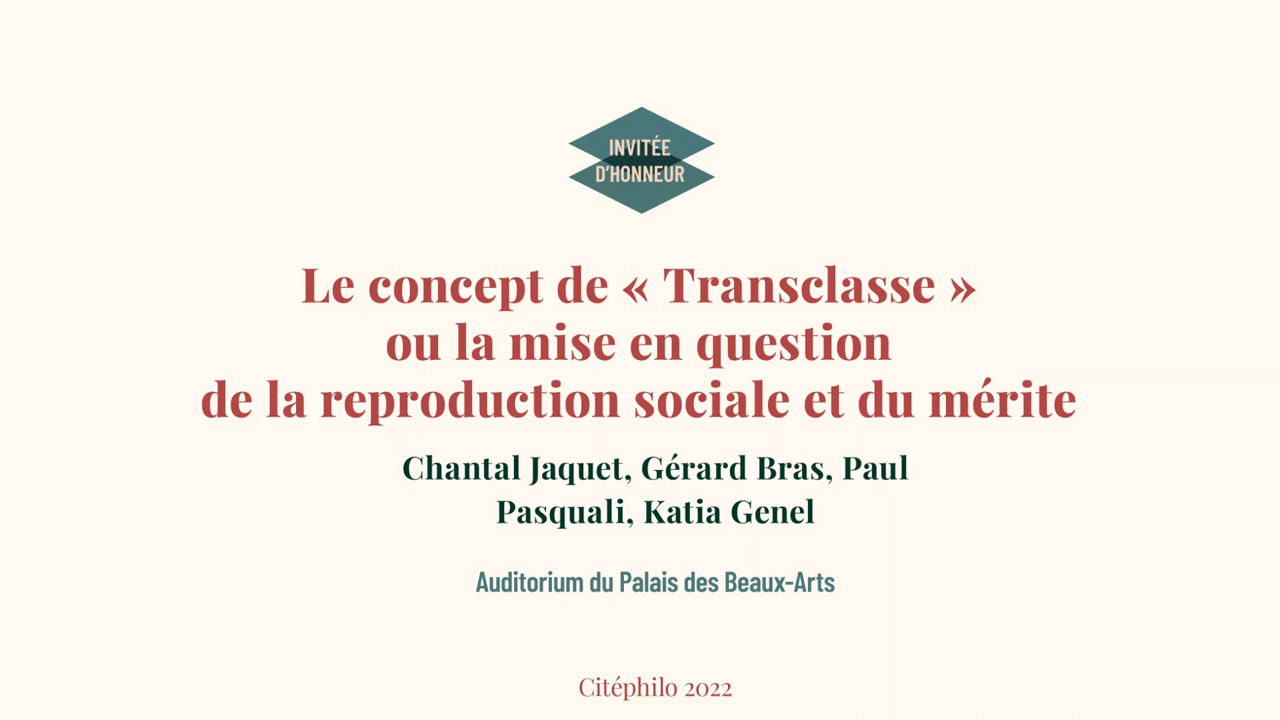 INVITÉE
D'HONNEUR
Le concept de « Transclasse »
ou la mise en question
de la reproduction sociale et du mérite
Chantal Jaquet, Gérard Bras, Paul
Pasquali, Katia Genel
Auditorium du Palais des Beaux-Arts
Citéphilo 2022